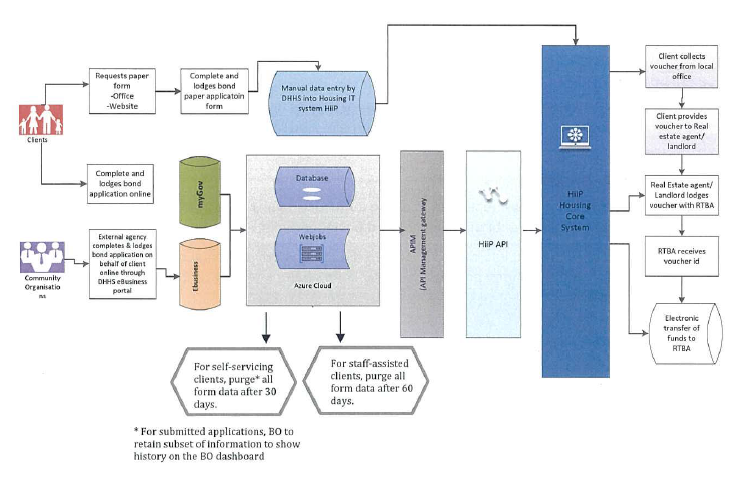 Requests paper
form
-Office
-Website
Complete and
lodges bond
paper applicatoin
form
Manual data entry by
DHHS into Housing IT
system HiiP
Client collects
voucher from local
office
Clients
Client provides
voucher to Real
estate agent/
landlord
Complete and
lodges bond
application online
myGov
Database
APIM
(API Management gateway
HiiP API
HiiP
Housing
Core
System
Real Estate agent/
Landlord lodges
voucher with RTBA
External agency
completes & lodges
bond application on
behalf of client
online through
DHHS eBusiness
portal
Community
Organisatio
ns
Ebusiness
Webjobs
Azure Cloud
RTBA receives
voucher id
Electronic
transfer of
funds to
RTBA
For self-servicing
clients, purge* all
form data after 30
days.
For staff-assisted
clients, purge all
form data after 60
days.
* For submitted applications, BO to
retain subset of information to show
history on the BO dashboard